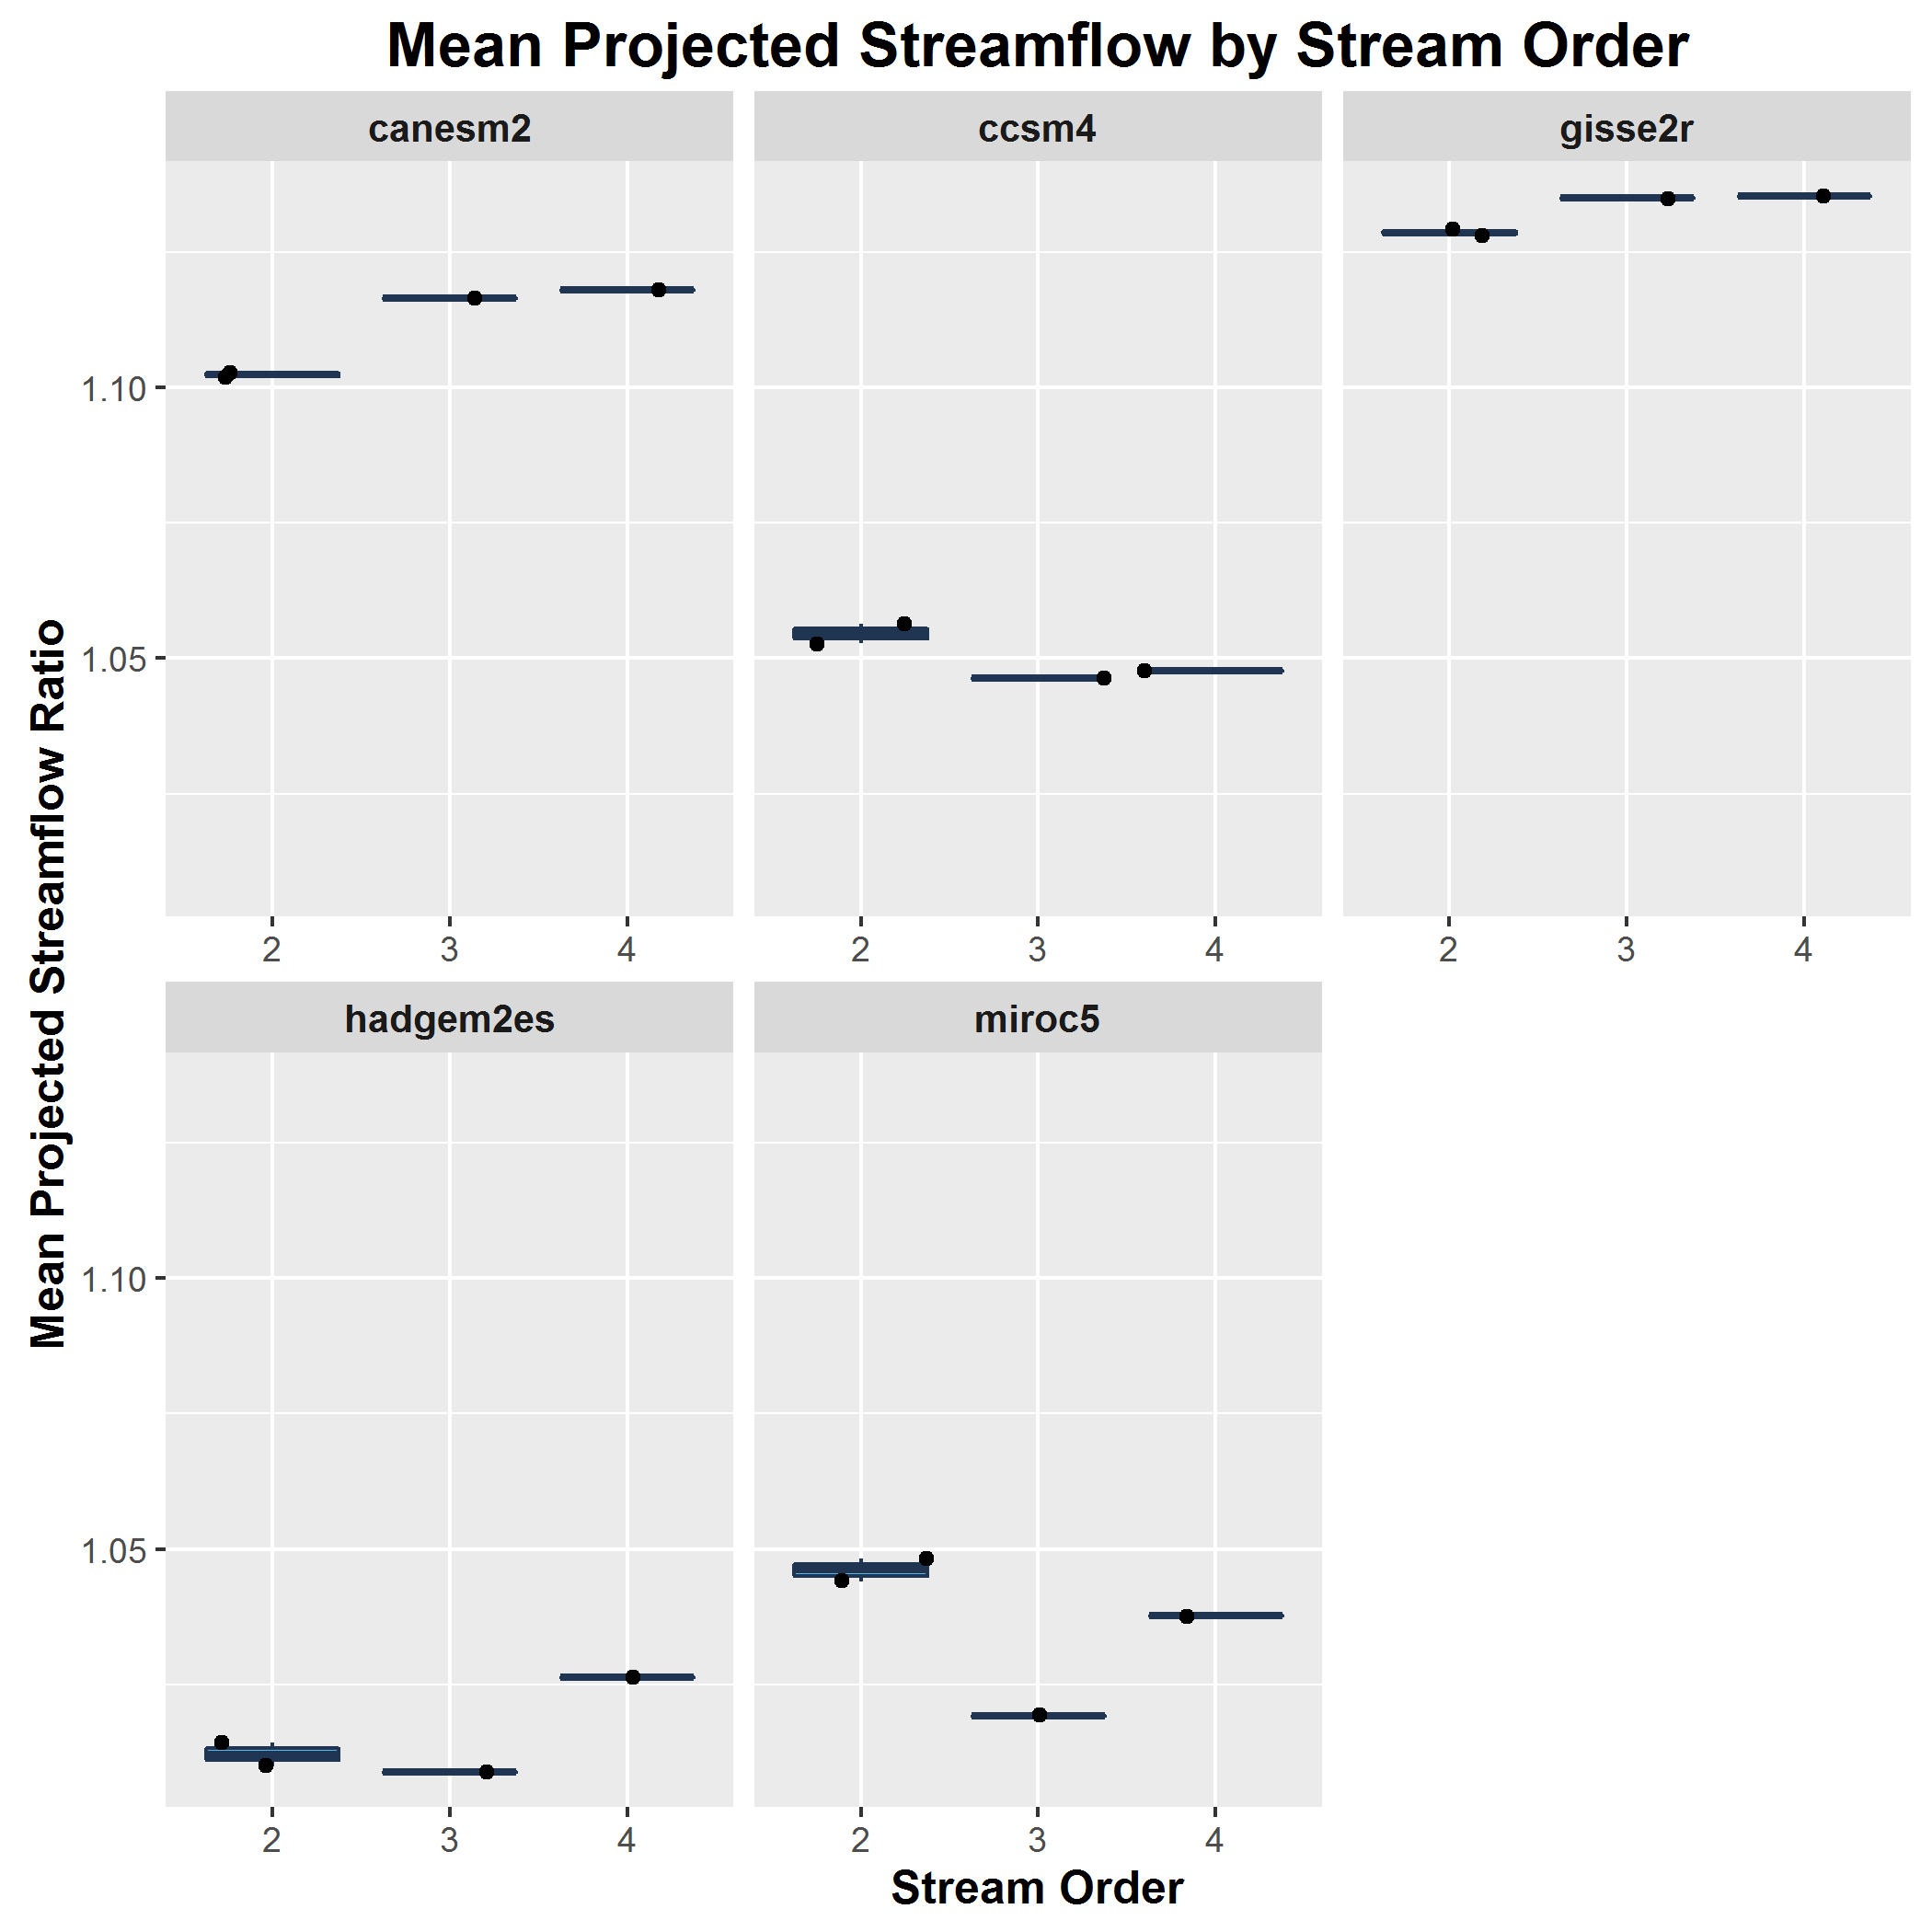 Mean Projected Streamflow by Stream Order
canesm2 ccsm4 gisse2r
1.10
1.05
2 3 4 2 3 4 2 3 4
Mean Projected Streamflow Ratio
hadgem2es miroc5
1.10
1.05
2 3 4 2 3 4
Stream Order